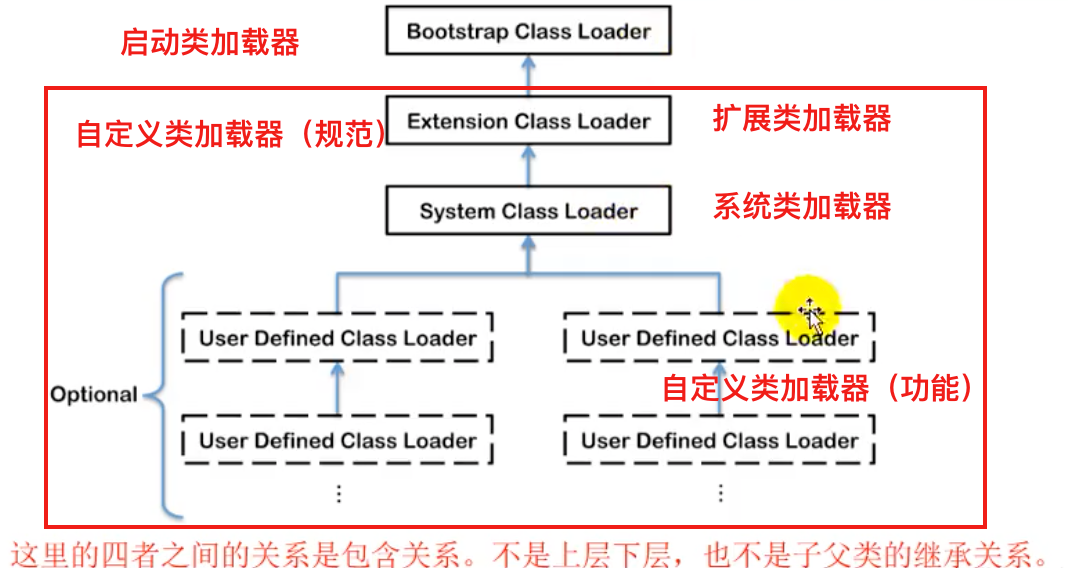 启动类加载器
Bootstrap Class Loader
自定义类加载器（规范）
Extension Class Loader
扩展类加载器
System Class Loader
系统类加载器
User Defined Class Loader
User Defined Class Loader
Optional
自定义类加载器（功能）
User Defined Class Loader
User Defined Class Loader
⋮
⋮
这里的四者之间的关系是包含关系。不是上层下层，也不是子父类的继承关系。